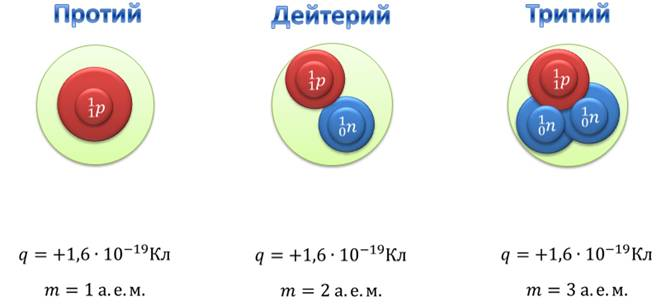 Протий Дейтерий Тритий
¹₁p ¹₁p ¹₁p
¹₀n ¹₀n ¹₀n
q = +1,6 · 10⁻¹⁹Кл q = +1,6 · 10⁻¹⁹Кл q = +1,6 · 10⁻¹⁹Кл
m = 1 а. е. м. m = 2 а. е. м. m = 3 а. е. м.